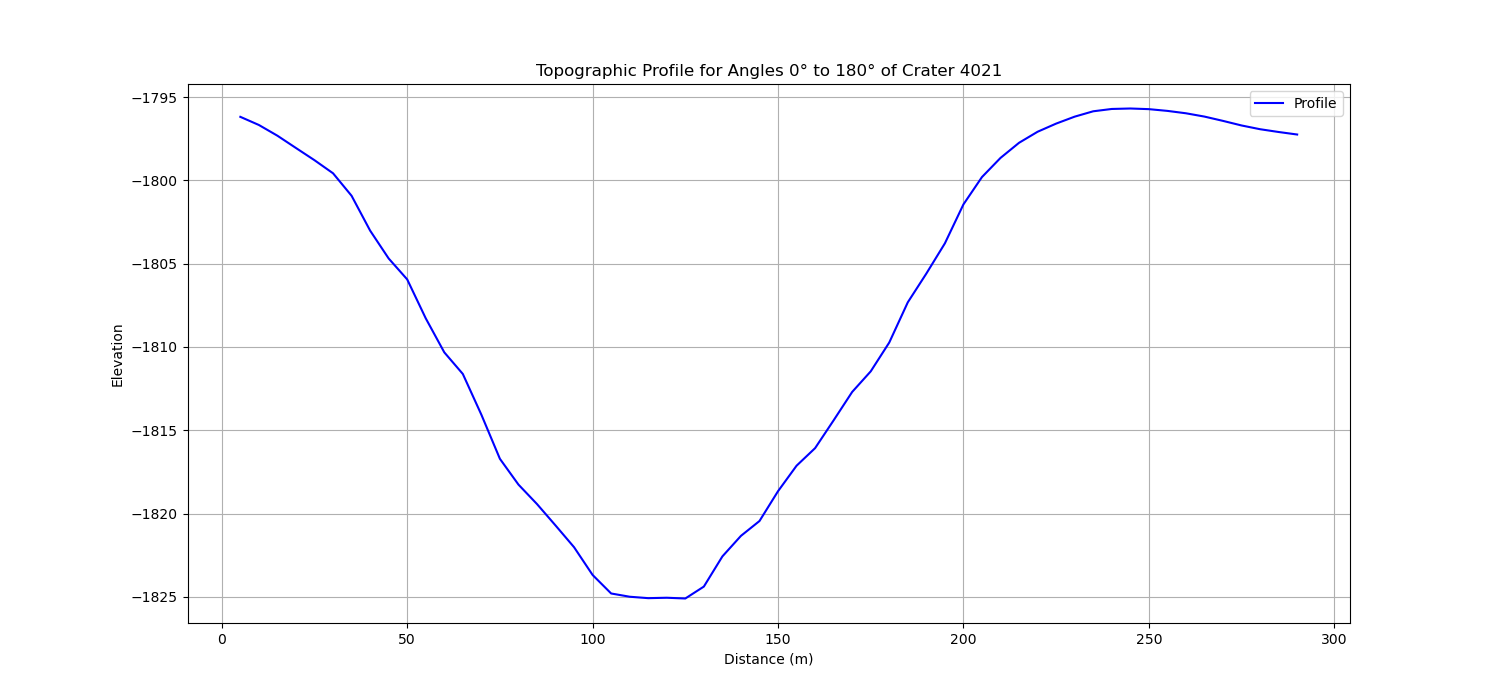 Topographic Profile for Angles 0° to 180° of Crater 4021
Profile
−1795
−1800
−1805
−1810
−1815
−1820
−1825
Elevation
0 50 100 150 200 250 300
Distance (m)